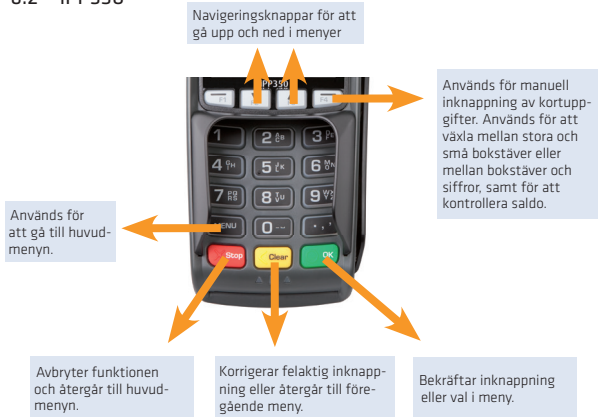 Navigeringsknappar för att
gå upp och ned i menyer
Används för manuell
inknappning av kortupp-
gifter. Används för att
växla mellan stora och
små bokstäver eller
mellan bokstäver och
siffror, samt för att
kontrollera saldo.
Används för
att gå till huvud-
menyn.
1 2 3
4 5 6
7 8 9
MENU 0
Stop Clear OK
Avbryter funktionen
och återgår till huvud-
menyn.
Korrigerar felaktig inknapp-
ning eller återgår till före-
gående meny.
Bekräftar inknappning
eller val i meny.